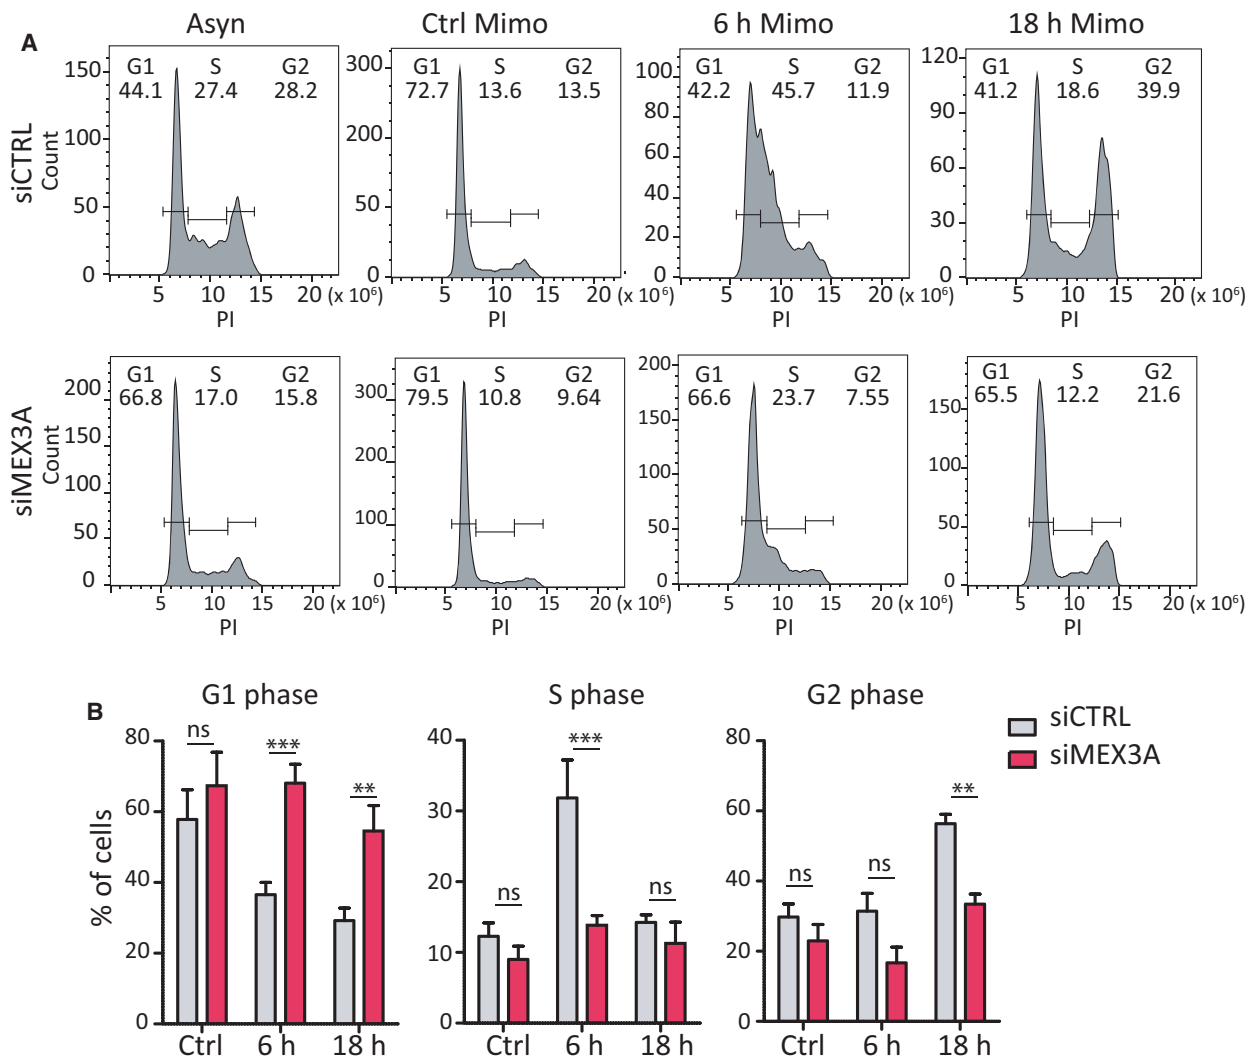 A
Asyn
Ctrl Mimo
6 h Mimo
18 h Mimo
siCTRL
Count
150
100
50
0
G1 S G2
44.1 27.4 28.2
5 10 15 20 (x 10⁶)
PI
300
200
50
0
G1 S G2
72.7 13.6 13.5
5 10 15 20 (x 10⁶)
PI
100
80
60
40
20
0
G1 S G2
42.2 45.7 11.9
5 10 15 20 (x 10⁶)
PI
120
90
60
30
0
G1 S G2
41.2 18.6 39.9
5 10 15 20 (x 10⁶)
PI
siMEX3A
Count
200
150
100
50
0
G1 S G2
66.8 17.0 15.8
5 10 15 20 (x 10⁶)
PI
300
200
100
0
G1 S G2
79.5 10.8 9.64
5 10 15 20 (x 10⁶)
PI
200
150
100
50
0
G1 S G2
66.6 23.7 7.55
5 10 15 20 (x 10⁶)
PI
150
100
50
0
G1 S G2
65.5 12.2 21.6
5 10 15 20 (x 10⁶)
PI
B
G1 phase
% of cells
80
60
40
20
0
ns
***
**
Ctrl 6 h 18 h
S phase
40
30
20
10
0
ns
***
ns
Ctrl 6 h 18 h
G2 phase
80
60
40
20
0
ns
ns
**
Ctrl 6 h 18 h
siCTRL
siMEX3A